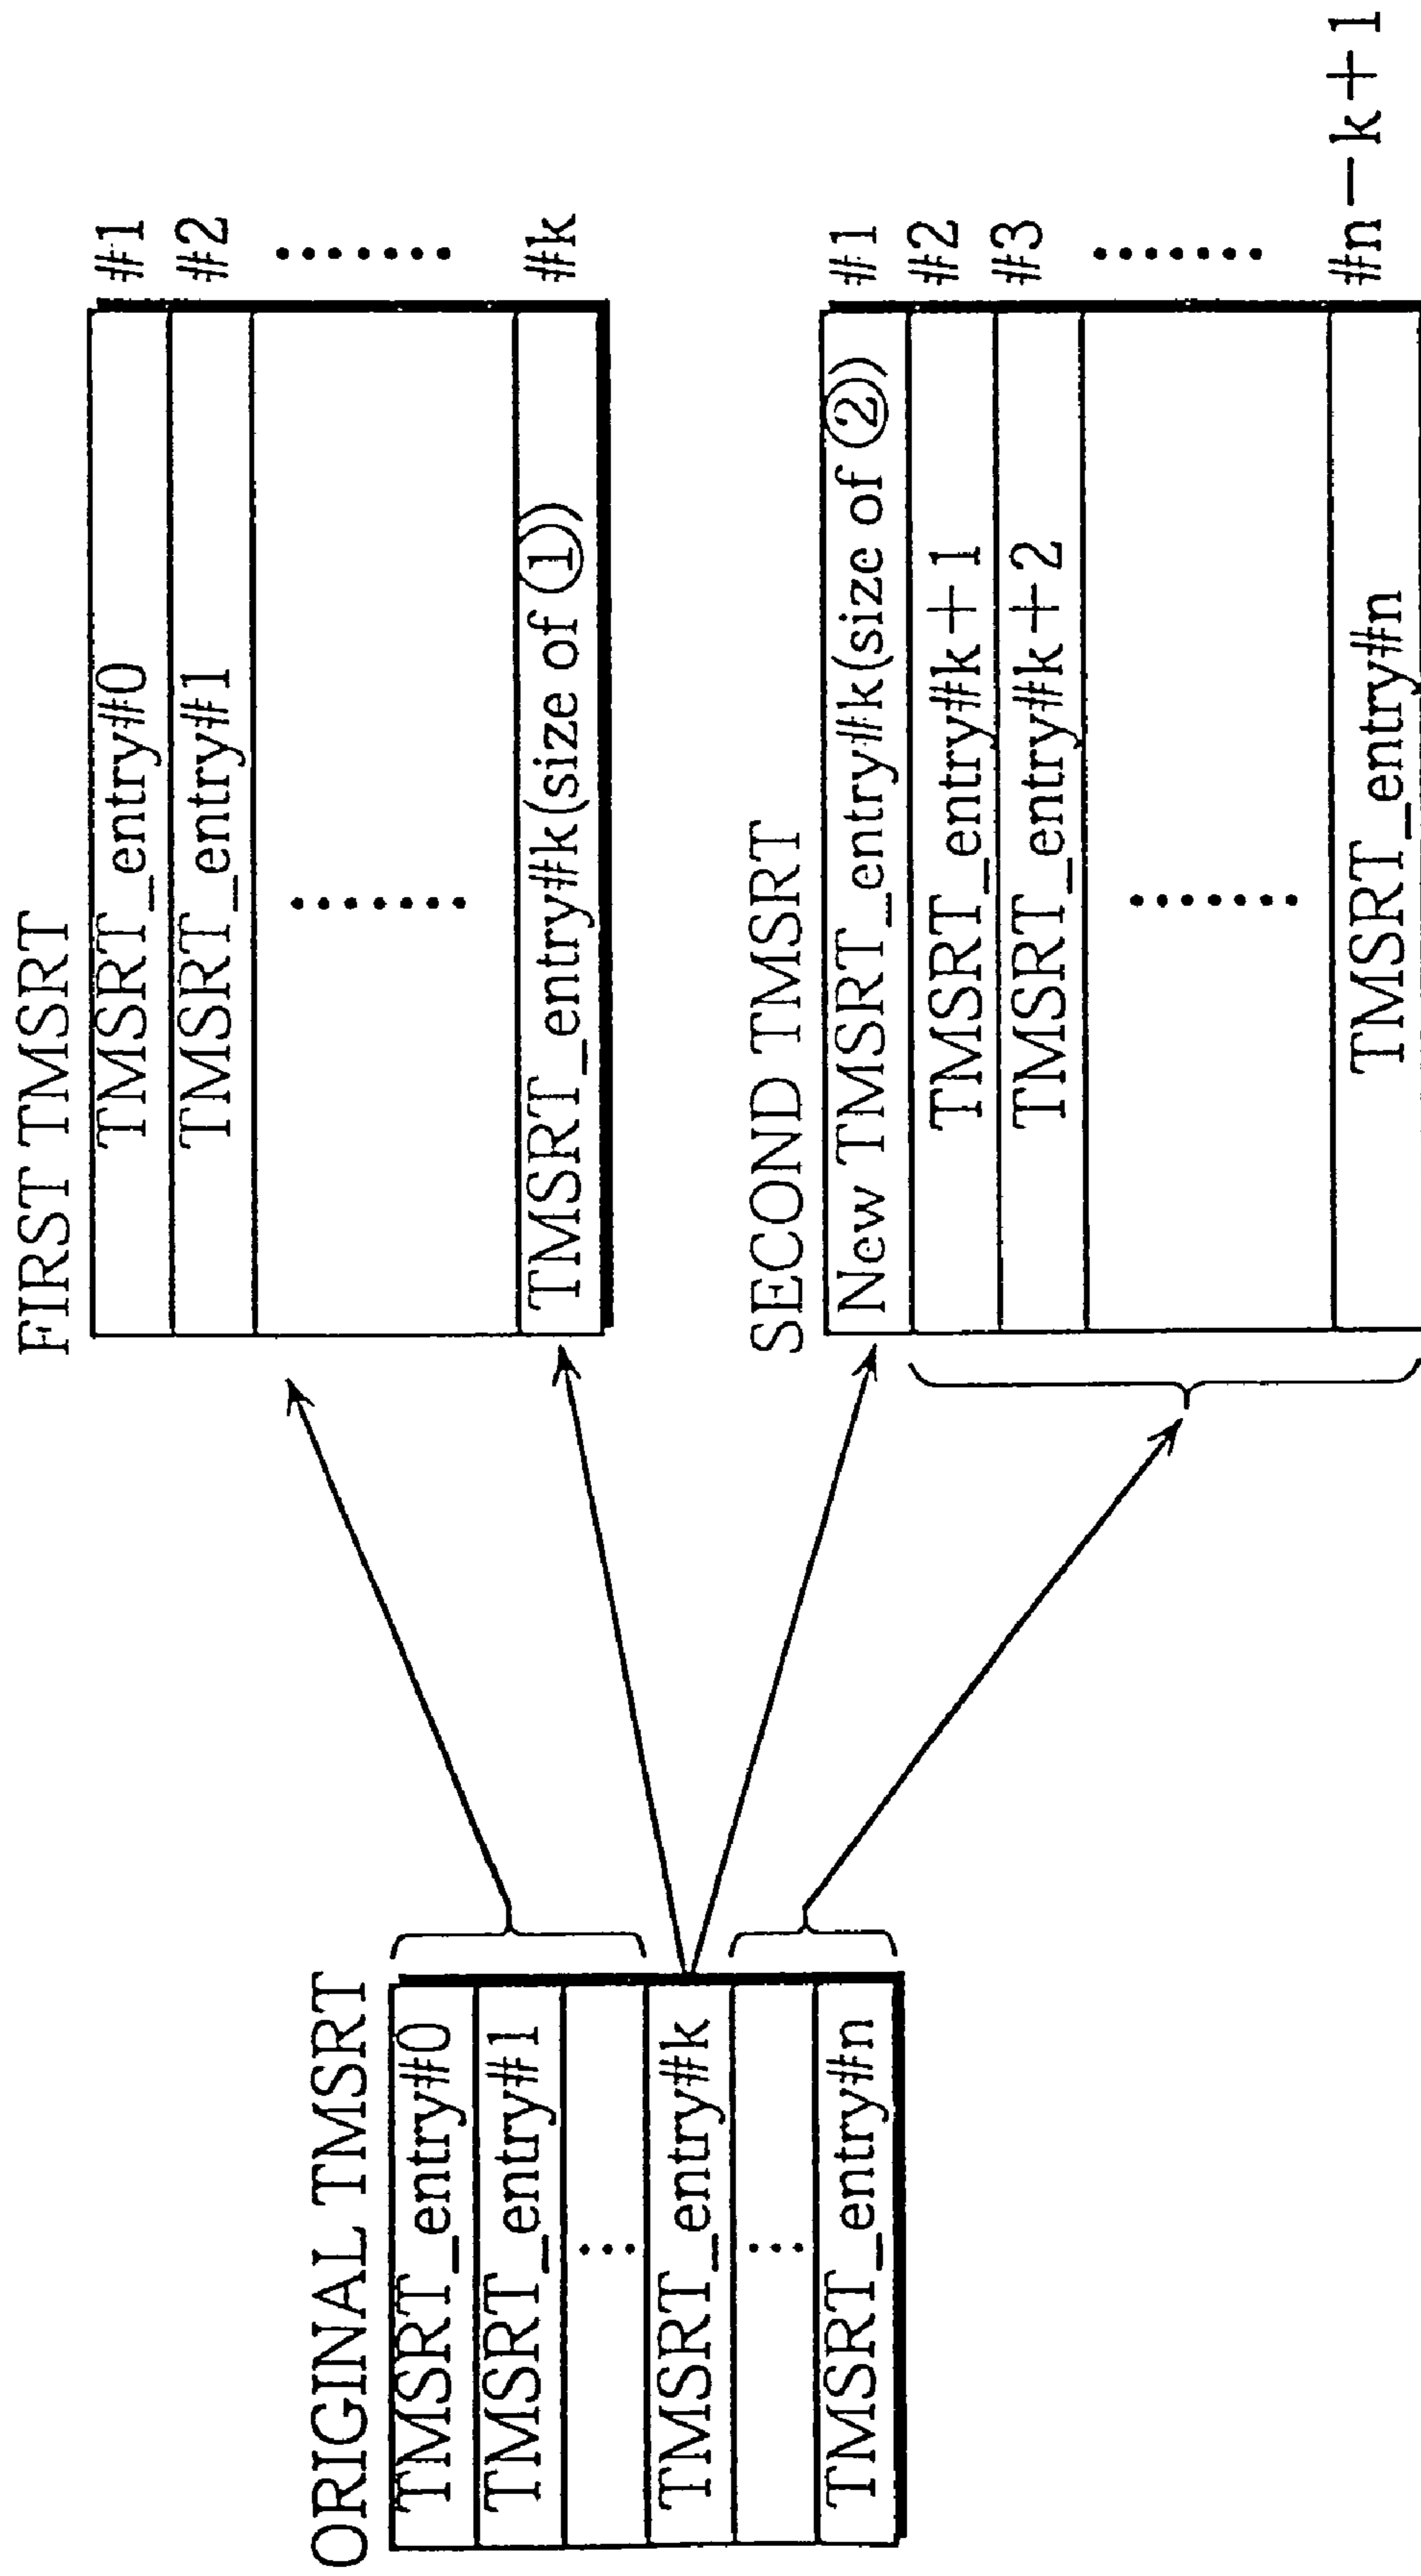 ORIGINAL TMSRT
TMSRT_entry#0
TMSRT_entry#1
...
TMSRT_entry#k
...
TMSRT_entry#n
FIRST TMSRT
TMSRT_entry#0 #1
TMSRT_entry#1 #2
....... .......
TMSRT_entry#k(size of ①) #k
SECOND TMSRT
New TMSRT_entry#k(size of ②) #1
TMSRT_entry#k+1 #2
TMSRT_entry#k+2 #3
....... .......
TMSRT_entry#n #n-k+1